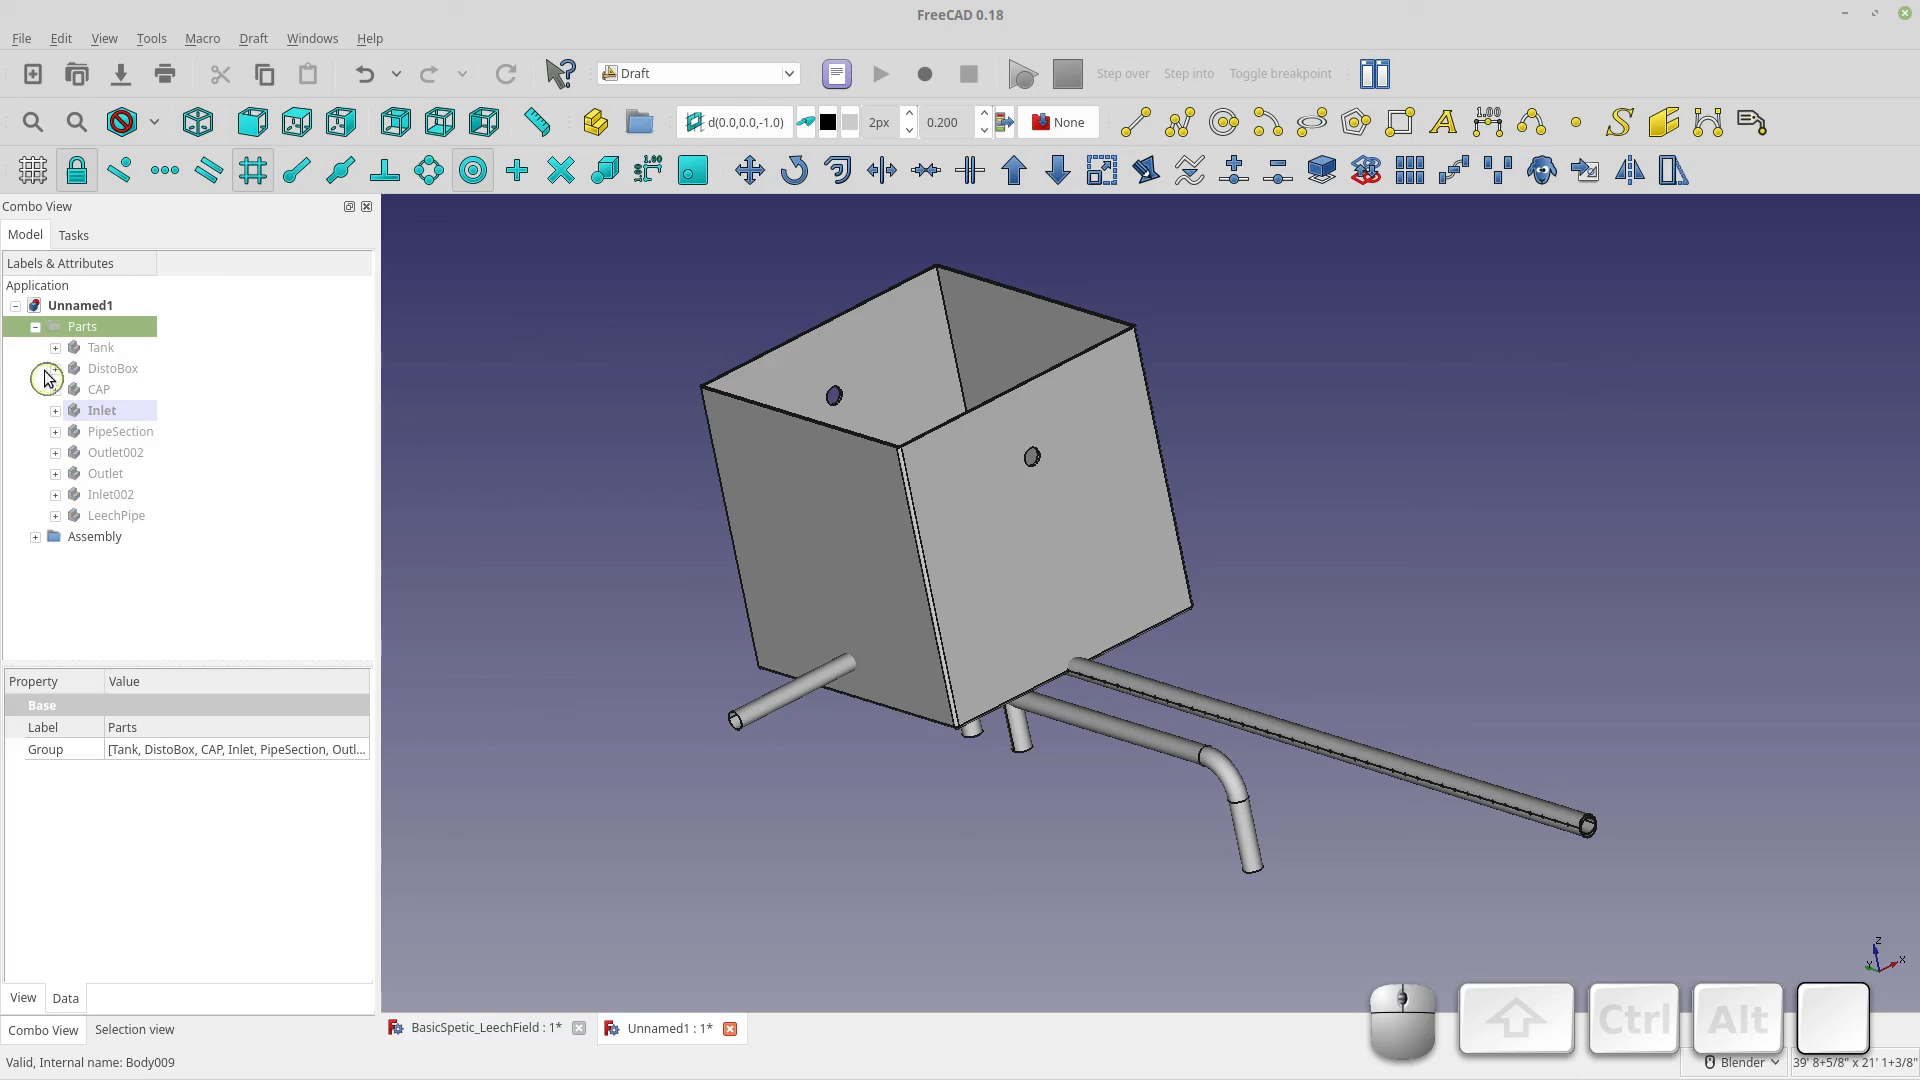 FreeCAD 0.18
File Edit View Tools Macro Draft Windows Help
Draft Step over Step into Toggle breakpoint
d(0.0,0.0,-1.0) 2px 0.200 None A 1.00 S
1.00
Combo View
Model Tasks
Labels & Attributes
Application
Unnamed1
Parts
Tank
DistoBox
CAP
Inlet
PipeSection
Outlet002
Outlet
Inlet002
LeechPipe
Assembly
Property Value
Base
Label Parts
Group [Tank, DistoBox, CAP, Inlet, PipeSection, Outl...
Z
Y X
View Data
Ctrl Alt
Combo View Selection view
BasicSpetic_LeechField : 1* Unnamed1 : 1*
Valid, Internal name: Body009
Blender 39' 8+5/8" x 21' 1+3/8"